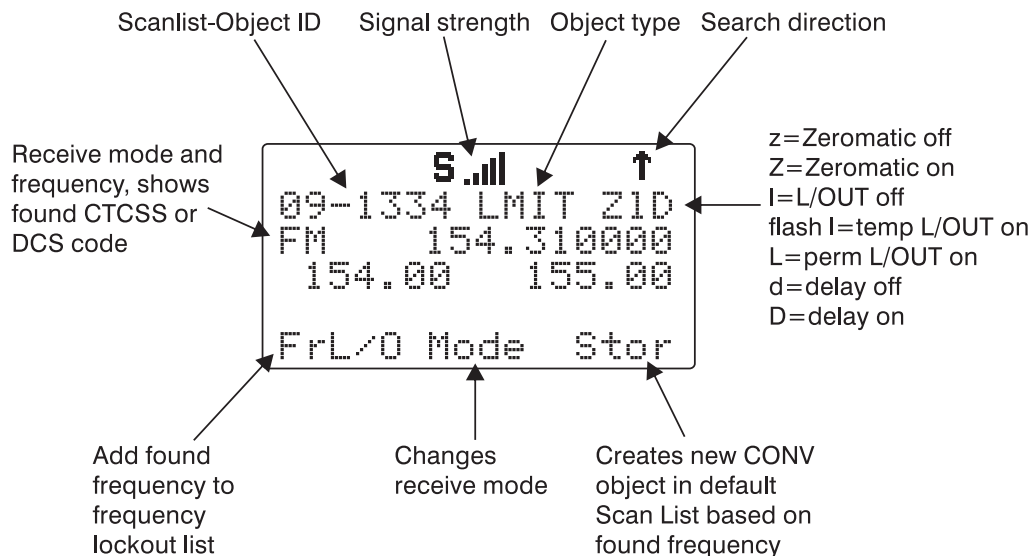 Scanlist-Object ID
Signal strength
Object type
Search direction
Receive mode and
frequency, shows
found CTCSS or
DCS code
S
09-1334 LMIT ZlD
FM 154.310000
154.00 155.00
FrL/O Mode Stor
z=Zeromatic off
Z=Zeromatic on
l=L/OUT off
flash l=temp L/OUT on
L=perm L/OUT on
d=delay off
D=delay on
Add found
frequency to
frequency
lockout list
Changes
receive mode
Creates new CONV
object in default
Scan List based on
found frequency